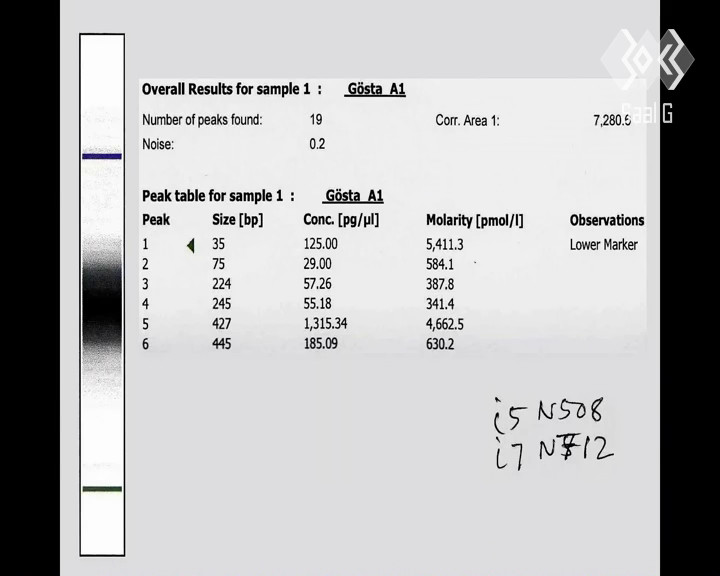 Overall Results for sample 1 : Gösta_A1
Number of peaks found: 19 Corr. Area 1: 7,280.6
Noise: 0.2
Peak table for sample 1 : Gösta_A1
Peak Size [bp] Conc. [pg/µl] Molarity [pmol/l] Observations
1 35 125.00 5,411.3 Lower Marker
2 75 29.00 584.1
3 224 57.26 387.8
4 245 55.18 341.4
5 427 1,315.34 4,662.5
6 445 185.09 630.2
i5 N508
i7 N712
Gaal G